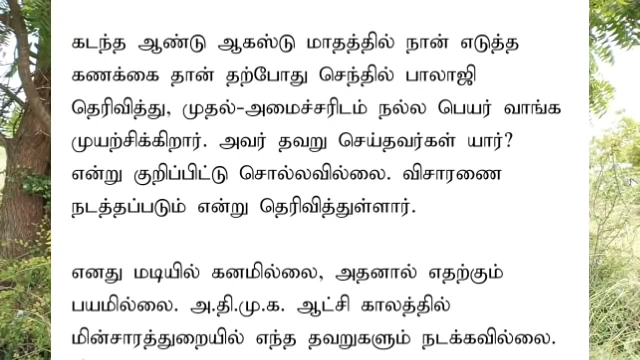 கடந்த ஆண்டு ஆகஸ்டு மாதத்தில் நான் எடுத்த
கணக்கை தான் தற்போது செந்தில் பாலாஜி
தெரிவித்து, முதல்-அமைச்சரிடம் நல்ல பெயர் வாங்க
முயற்சிக்கிறார். அவர் தவறு செய்தவர்கள் யார்?
என்று குறிப்பிட்டு சொல்லவில்லை. விசாரணை
நடத்தப்படும் என்று தெரிவித்துள்ளார்.
எனது மடியில் கனமில்லை, அதனால் எதற்கும்
பயமில்லை. அ.தி.மு.க. ஆட்சி காலத்தில்
மின்சாரத்துறையில் எந்த தவறுகளும் நடக்கவில்லை.